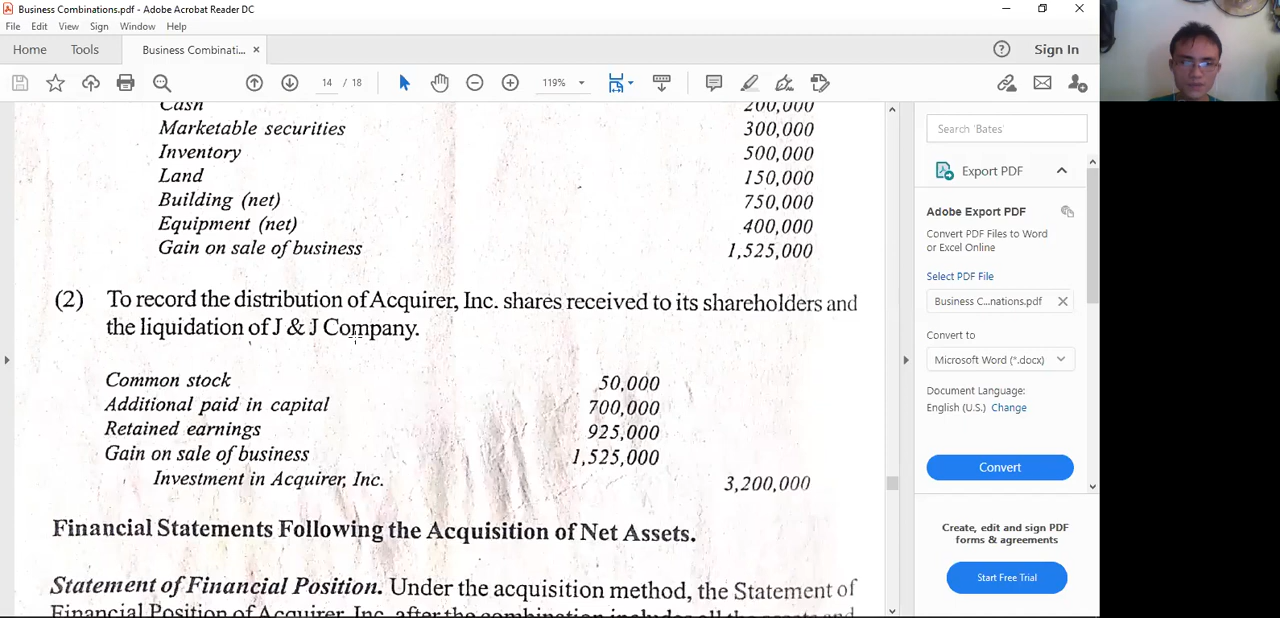 Business Combinations.pdf - Adobe Acrobat Reader DC
File Edit View Sign Window Help
Home Tools Business Combinati... × Sign In
14 / 18 119%
Cash 200,000
Marketable securities 300,000
Inventory 500,000
Land 150,000
Building (net) 750,000
Equipment (net) 400,000
Gain on sale of business 1,525,000
(2) To record the distribution of Acquirer, Inc. shares received to its shareholders and
the liquidation of J & J Company.
Common stock 50,000
Additional paid in capital 700,000
Retained earnings 925,000
Gain on sale of business 1,525,000
Investment in Acquirer, Inc. 3,200,000
Financial Statements Following the Acquisition of Net Assets.
Statement of Financial Position. Under the acquisition method, the Statement of
Financial Position of Acquirer, Inc. after the combination includes all the assets and
Search 'Bates'
Export PDF
Adobe Export PDF
Convert PDF Files to Word
or Excel Online
Select PDF File
Business C...nations.pdf
Convert to
Microsoft Word (*.docx)
Document Language:
English (U.S.) Change
Convert
Create, edit and sign PDF
forms & agreements
Start Free Trial